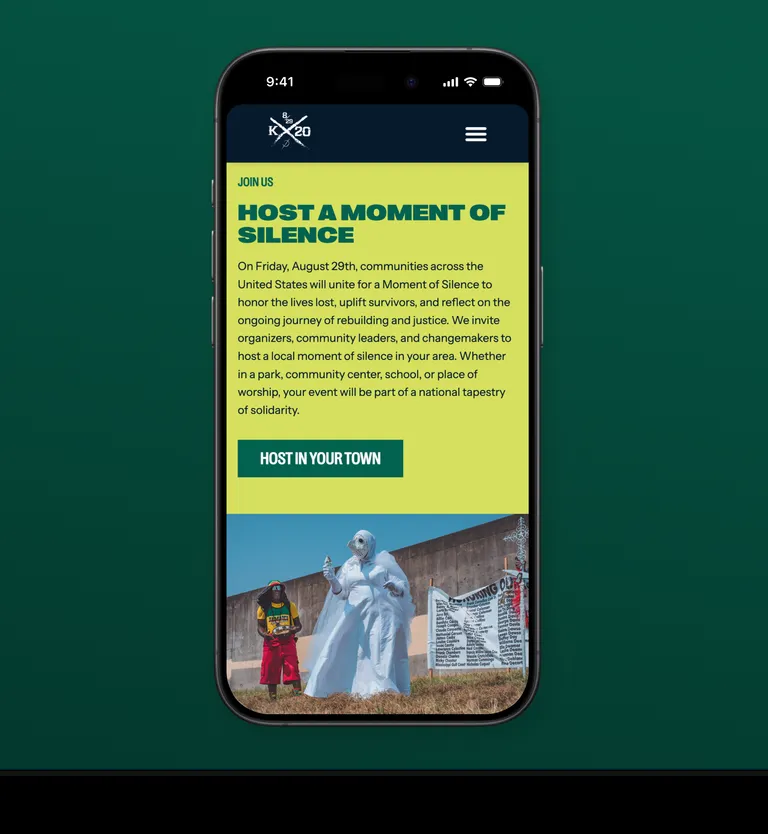 9:41
8
29
K 20
JOIN US
HOST A MOMENT OF
SILENCE
On Friday, August 29th, communities across the
United States will unite for a Moment of Silence to
honor the lives lost, uplift survivors, and reflect on the
ongoing journey of rebuilding and justice. We invite
organizers, community leaders, and changemakers to
host a local moment of silence in your area. Whether
in a park, community center, school, or place of
worship, your event will be part of a national tapestry
of solidarity.
HOST IN YOUR TOWN
HONORING OU